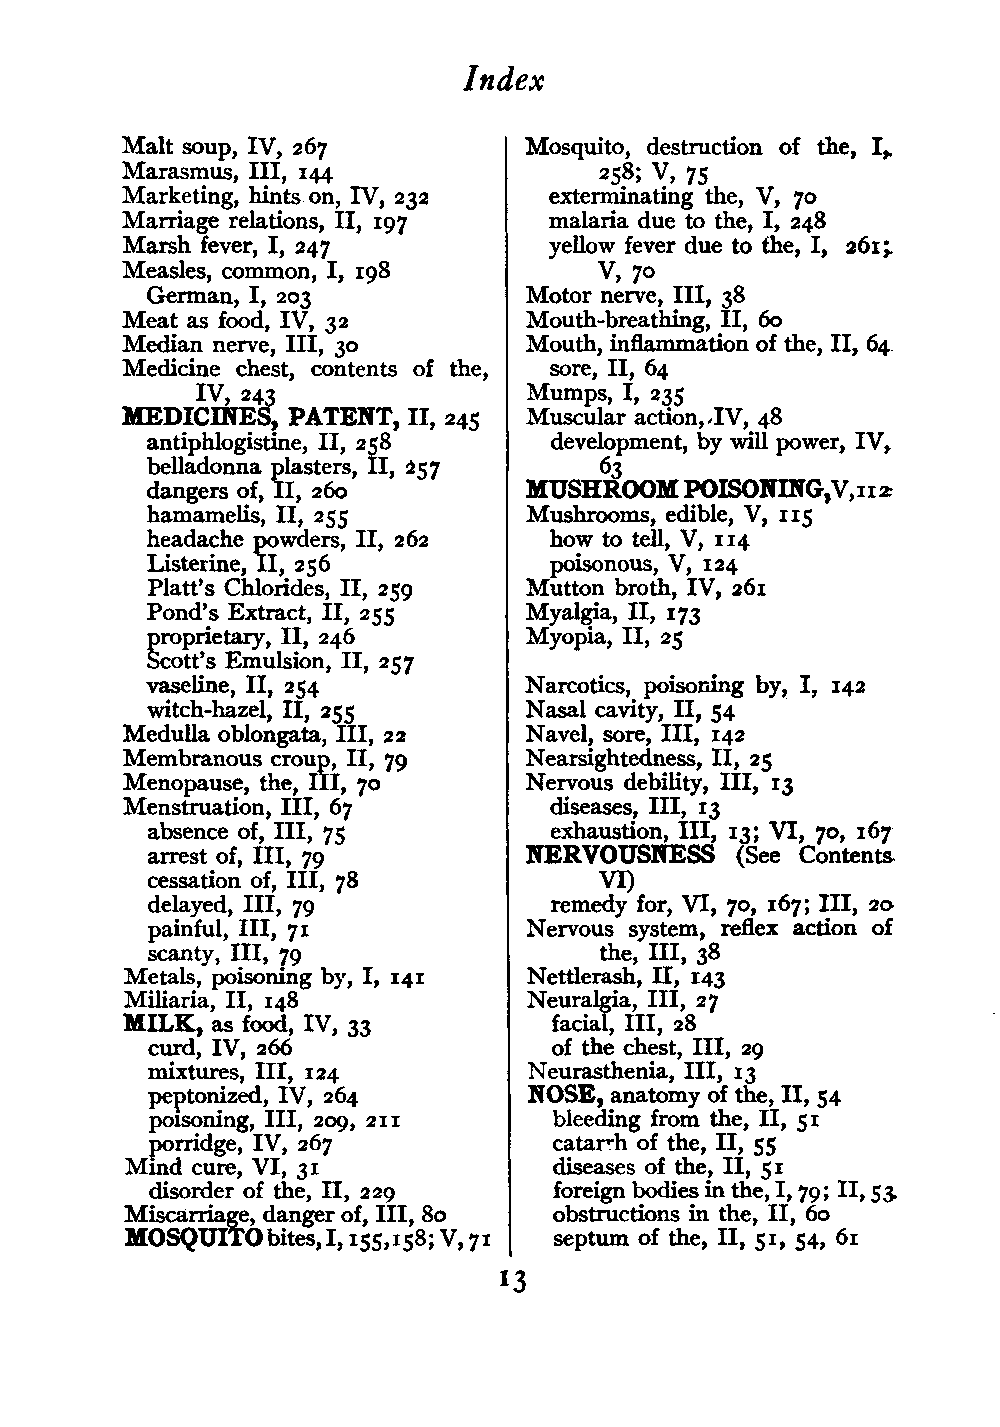 Index
Malt soup, IV, 267
Marasmus, III, 144
Marketing, hints on, IV, 232
Marriage relations, II, 197
Marsh fever, I, 247
Measles, common, I, 198
German, I, 203
Meat as food, IV, 32
Median nerve, III, 30
Medicine chest, contents of the,
IV, 243
MEDICINES, PATENT, II, 245
antiphlogistine, II, 258
belladonna plasters, II, 257
dangers of, II, 260
hamamelis, II, 255
headache powders, II, 262
Listerine, II, 256
Platt's Chlorides, II, 259
Pond's Extract, II, 255
proprietary, II, 246
Scott's Emulsion, II, 257
vaseline, II, 254
witch-hazel, II, 255
Medulla oblongata, III, 22
Membranous croup, II, 79
Menopause, the, III, 70
Menstruation, III, 67
absence of, III, 75
arrest of, III, 79
cessation of, III, 78
delayed, III, 79
painful, III, 71
scanty, III, 79
Metals, poisoning by, I, 141
Miliaria, II, 148
MILK, as food, IV, 33
curd, IV, 266
mixtures, III, 124
peptonized, IV, 264
poisoning, III, 209, 211
porridge, IV, 267
Mind cure, VI, 31
disorder of the, II, 229
Miscarriage, danger of, III, 80
MOSQUITO bites, I, 155, 158; V, 71
Mosquito, destruction of the, I,
258; V, 75
exterminating the, V, 70
malaria due to the, I, 248
yellow fever due to the, I, 261;
V, 70
Motor nerve, III, 38
Mouth-breathing, II, 60
Mouth, inflammation of the, II, 64
sore, II, 64
Mumps, I, 235
Muscular action, IV, 48
development, by will power, IV,
63
MUSHROOM POISONING, V, 112
Mushrooms, edible, V, 115
how to tell, V, 114
poisonous, V, 124
Mutton broth, IV, 261
Myalgia, II, 173
Myopia, II, 25
Narcotics, poisoning by, I, 142
Nasal cavity, II, 54
Navel, sore, III, 142
Nearsightedness, II, 25
Nervous debility, III, 13
diseases, III, 13
exhaustion, III, 13; VI, 70, 167
NERVOUSNESS (See Contents
VI)
remedy for, VI, 70, 167; III, 20
Nervous system, reflex action of
the, III, 38
Nettlerash, II, 143
Neuralgia, III, 27
facial, III, 28
of the chest, III, 29
Neurasthenia, III, 13
NOSE, anatomy of the, II, 54
bleeding from the, II, 51
catarrh of the, II, 55
diseases of the, II, 51
foreign bodies in the, I, 79; II, 53
obstructions in the, II, 60
septum of the, II, 51, 54, 61
13